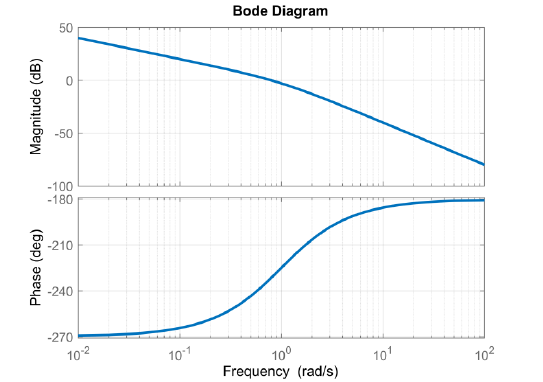 Bode Diagram
Magnitude (dB)
50
0
-50
-100
Phase (deg)
-180
-210
-240
-270
10^-2 10^-1 10^0 10^1 10^2
Frequency (rad/s)